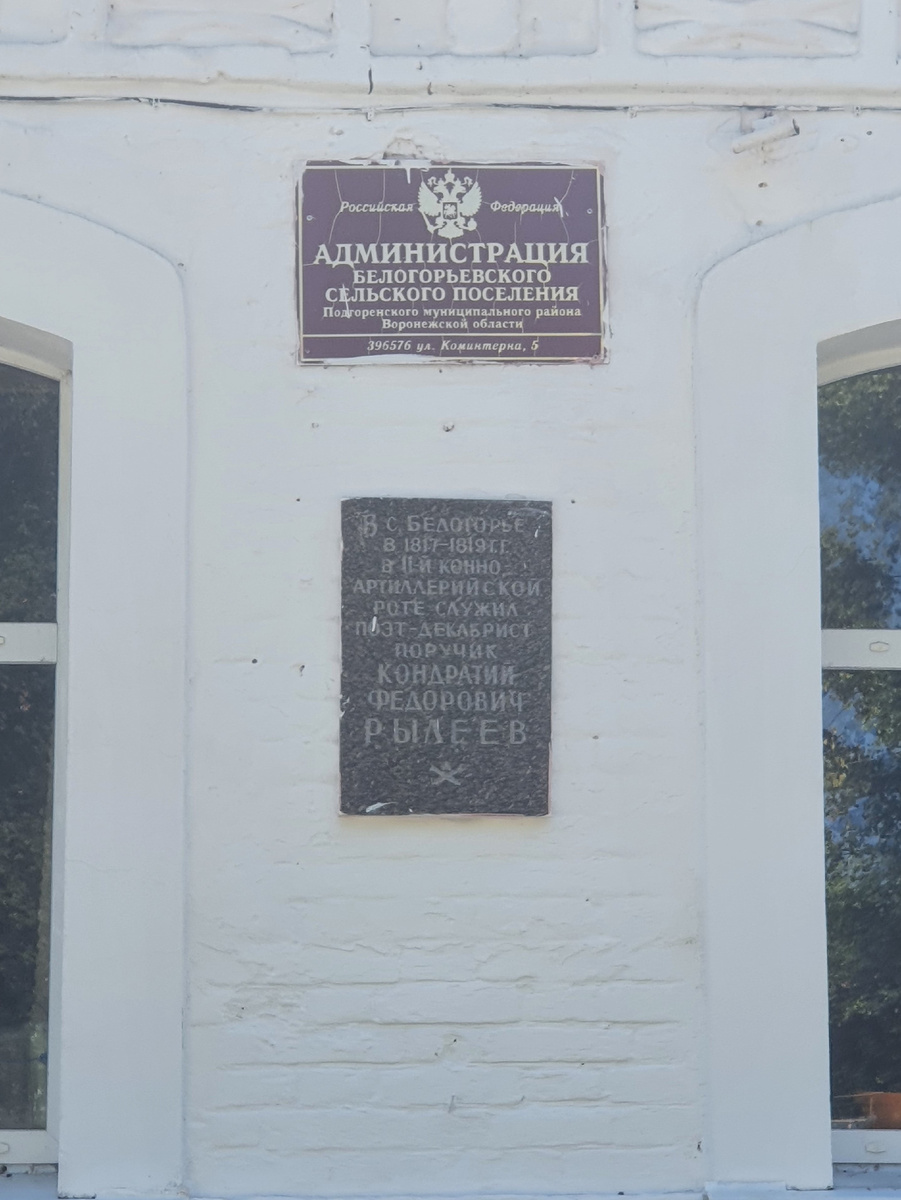 Российская Федерация
АДМИНИСТРАЦИЯ
БЕЛОГОРЬЕВСКОГО
СЕЛЬСКОГО ПОСЕЛЕНИЯ
Подгоренского муниципального района
Воронежской области
396576 ул. Коминтерна, 5
В с. БЕЛОГОРЬЕ
В 1817-1819 Г.Г.
В 11-Й КОННО-
АРТИЛЛЕРИЙСКОЙ
РОТЕ СЛУЖИЛ
ПОЭТ-ДЕКАБРИСТ
ПОРУЧИК
КОНДРАТИЙ
ФЕДОРОВИЧ
РЫЛЕЕВ